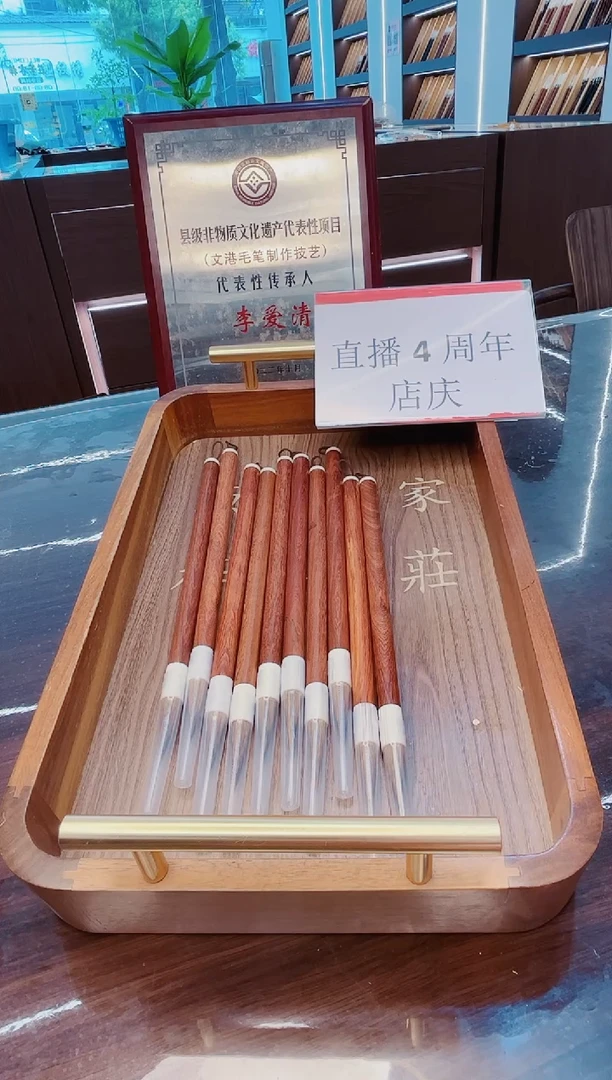 县级非物质文化遗产代表性项目
(文港毛笔制作技艺)
代表性传承人
李爱清
直播 4 周年
店庆
家
莊